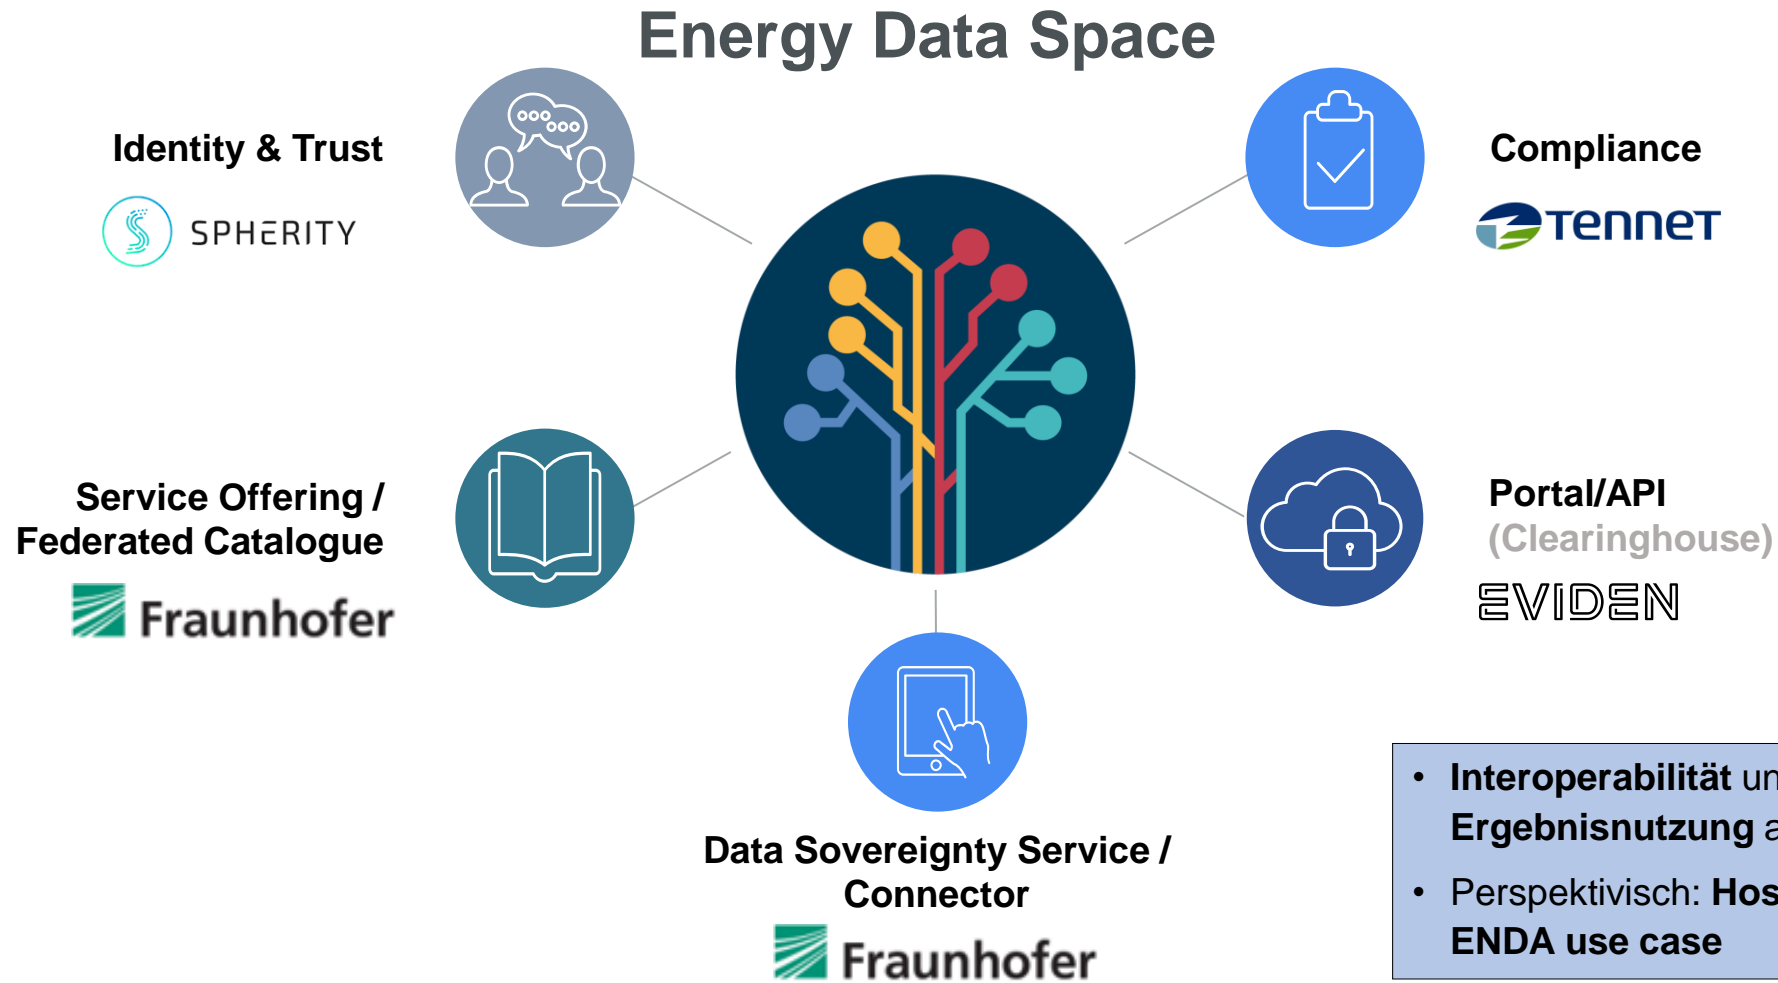 Energy Data Space
Identity & Trust
SPHERITY
Compliance
TenneT
Service Offering /
Federated Catalogue
Fraunhofer
Portal/API
(Clearinghouse)
EVIDEN
Data Sovereignty Service /
Connector
Fraunhofer
• Interoperabilität
Ergebnisnutzung
• Perspektivisch:
ENDA use case